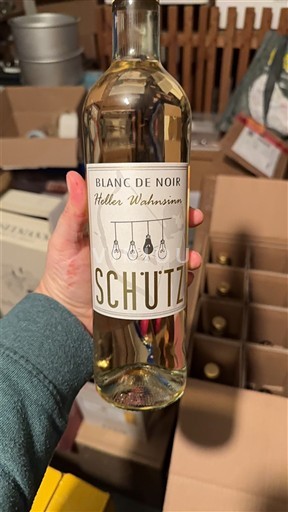 BLANC DE NOIR
Heller Wahnsinn
SCHÜTZ